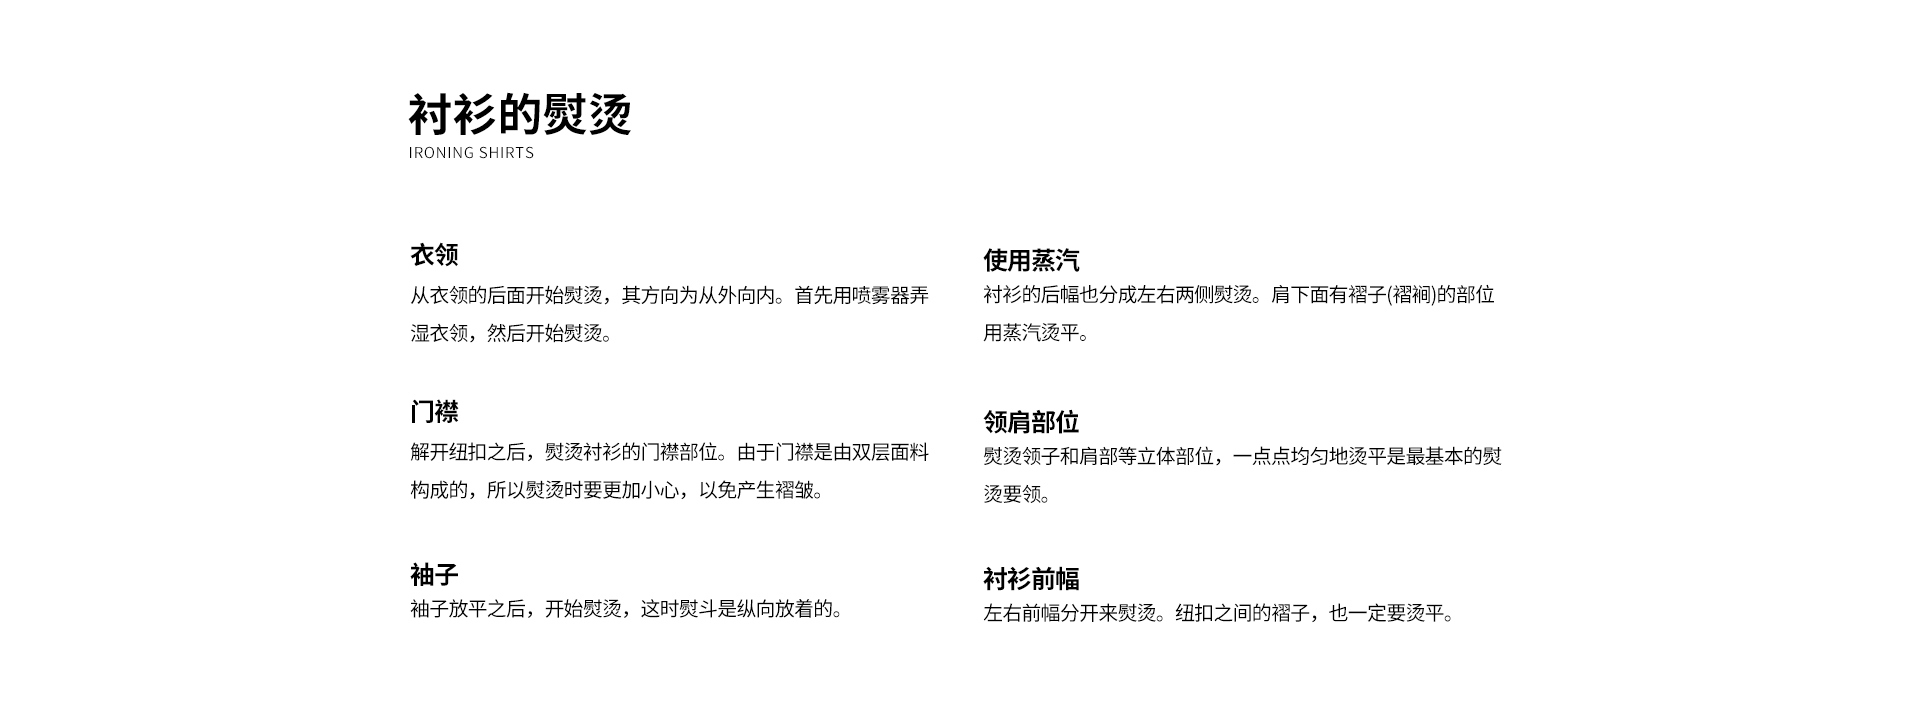 衬衫的熨烫
IRONING SHIRTS
衣领
从衣领的后面开始熨烫，其方向为从外向内。首先用喷雾器弄
湿衣领，然后开始熨烫。
门襟
解开纽扣之后，熨烫衬衫的门襟部位。由于门襟是由双层面料
构成的，所以熨烫时要更加小心，以免产生褶皱。
袖子
袖子放平之后，开始熨烫，这时熨斗是纵向放着的。
使用蒸汽
衬衫的后幅也分成左右两侧熨烫。肩下面有褶子(褶裥)的部位
用蒸汽烫平。
领肩部位
熨烫领子和肩部等立体部位，一点点均匀地烫平是最基本的熨
烫要领。
衬衫前幅
左右前幅分开来熨烫。纽扣之间的褶子，也一定要烫平。